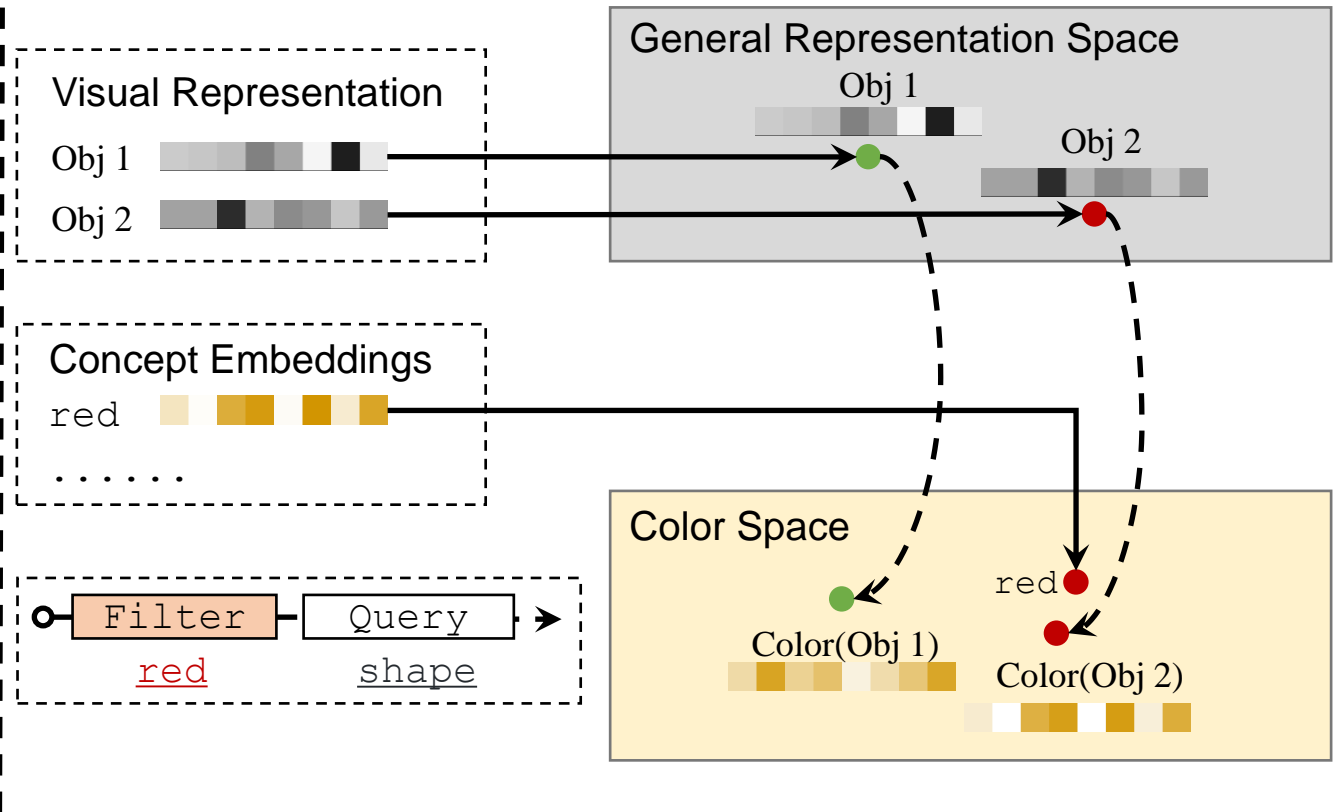 Visual Representation
Obj 1
Obj 2
General Representation Space
Obj 1
Obj 2
Concept Embeddings
red
......
Filter
Query
red
shape
Color Space
red
Color(Obj 1)
Color(Obj 2)